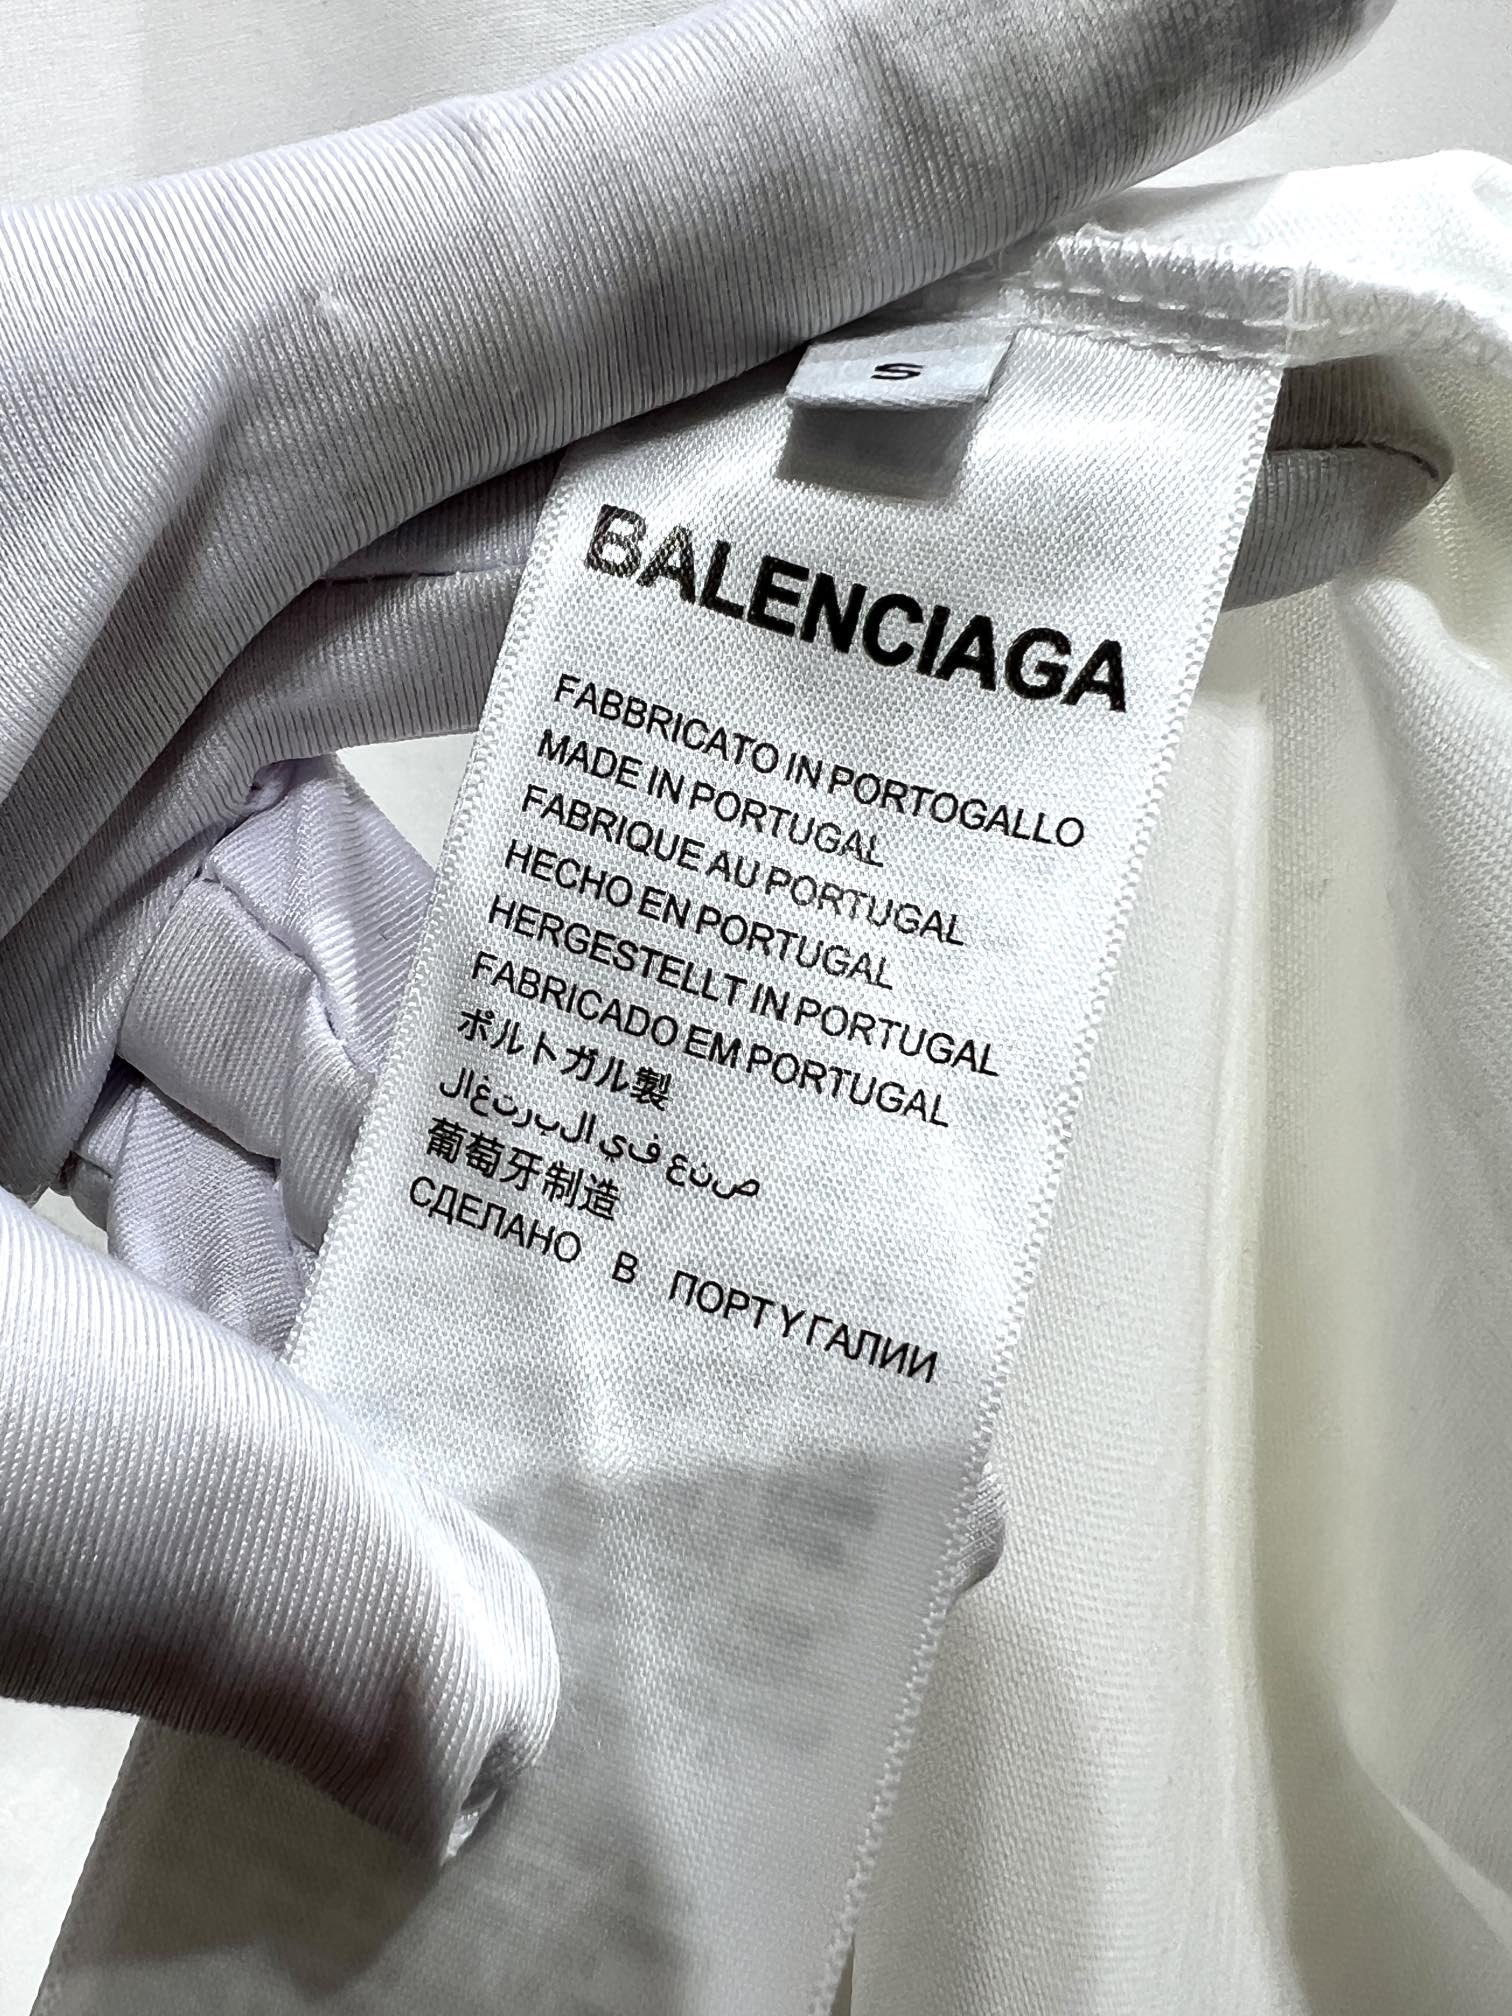 S
BALENCIAGA
FABBRICATO IN PORTOGALLO
MADE IN PORTUGAL
FABRIQUE AU PORTUGAL
HECHO EN PORTUGAL
HERGESTELLT IN PORTUGAL
FABRICADO EM PORTUGAL
ポルトガル製
صنع في البرتغال
葡萄牙制造
СДЕЛАНО В ПОРТУГАЛИИ